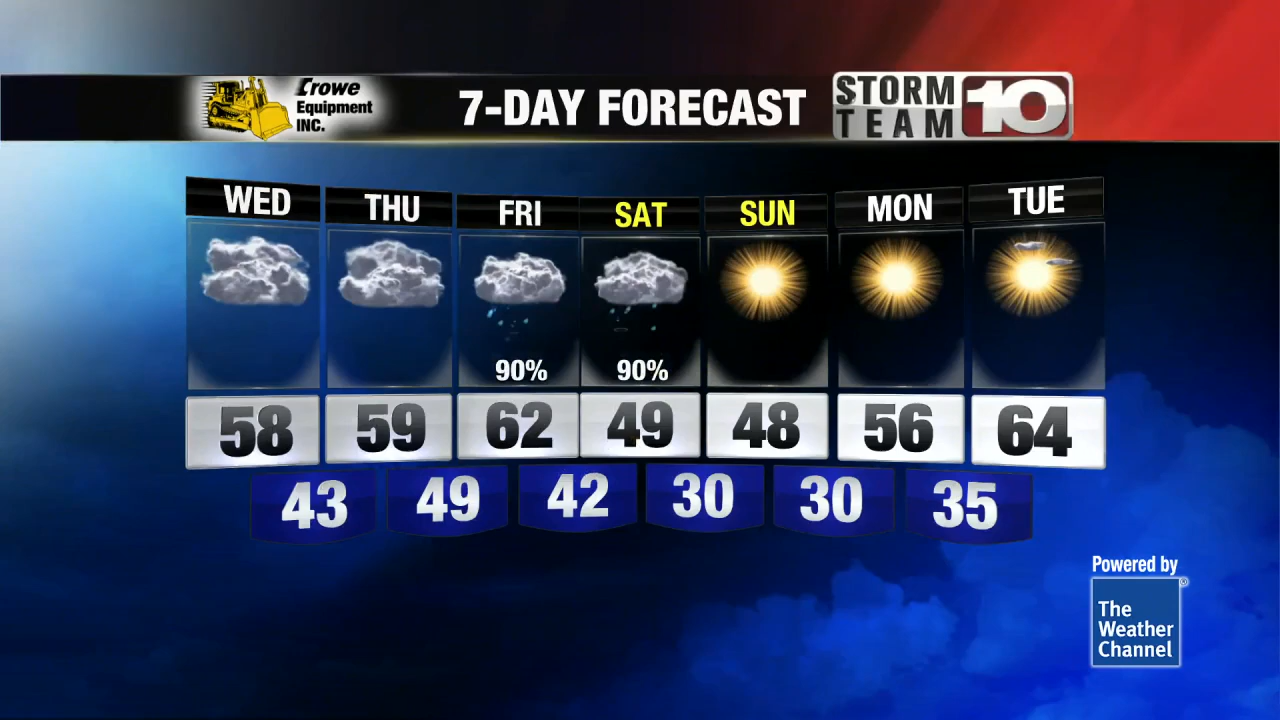 Crowe
Equipment
INC.
7-DAY FORECAST
STORM
TEAM
10
WED THU FRI SAT SUN MON TUE
90% 90%
58 59 62 49 48 56 64
43 49 42 30 30 35
Powered by
The
Weather
Channel
®